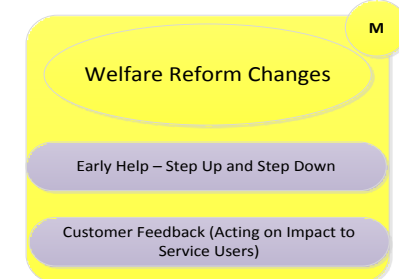 M
Welfare Reform Changes
Early Help – Step Up and Step Down
Customer Feedback (Acting on Impact to
Service Users)